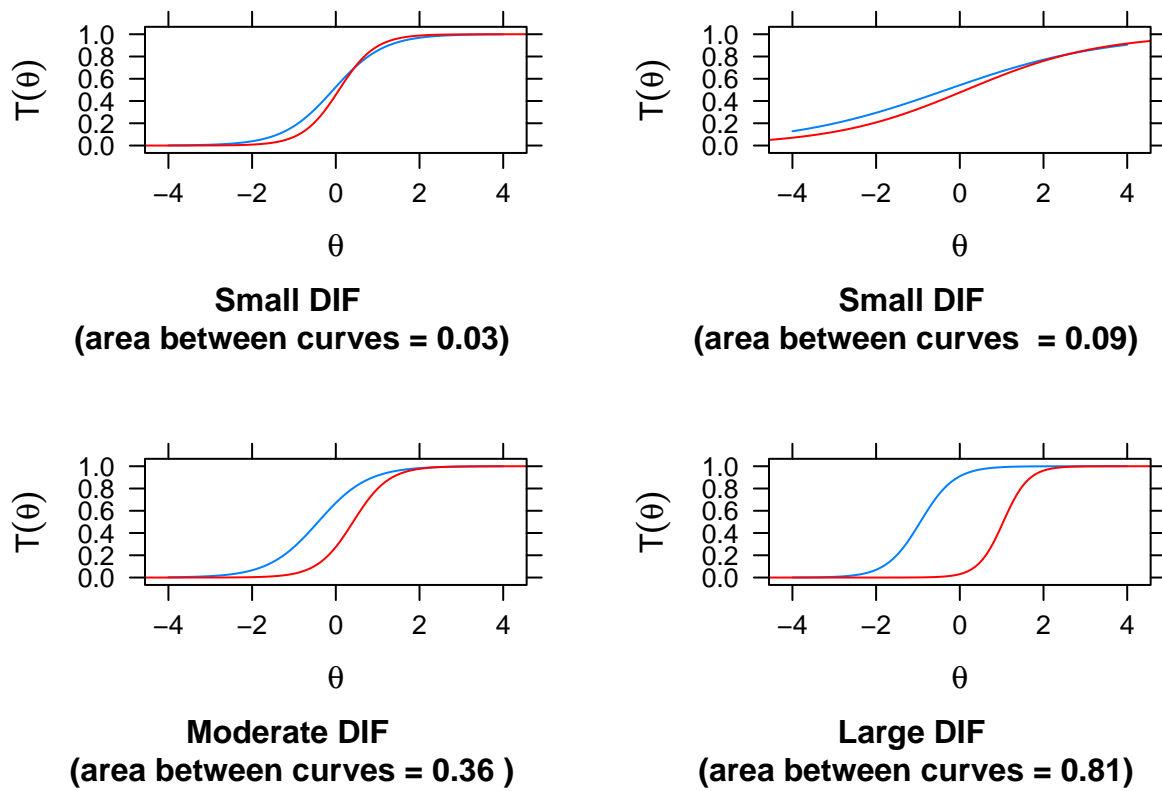 T(θ)
1.0
0.8
0.6
0.4
0.2
0.0
−4 −2 0 2 4
θ
Small DIF
(area between curves = 0.03)
T(θ)
1.0
0.8
0.6
0.4
0.2
0.0
−4 −2 0 2 4
θ
Small DIF
(area between curves  = 0.09)
T(θ)
1.0
0.8
0.6
0.4
0.2
0.0
−4 −2 0 2 4
θ
Moderate DIF
(area between curves = 0.36 )
T(θ)
1.0
0.8
0.6
0.4
0.2
0.0
−4 −2 0 2 4
θ
Large DIF
(area between curves = 0.81)